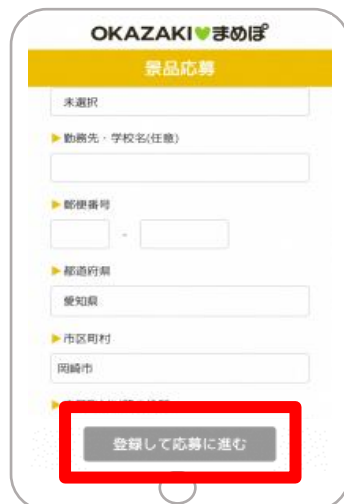 OKAZAKI♥まめぽ
景品応募
未選択
▶勤務先・学校名(任意)
▶郵便番号
-
▶都道府県
愛知県
▶市区町村
岡崎市
登録して応募に進む